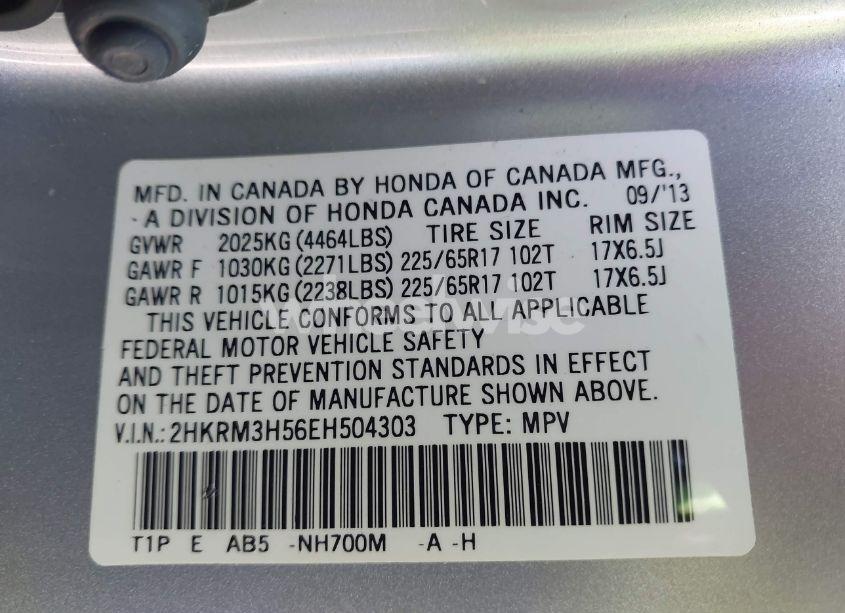 MFD. IN CANADA BY HONDA OF CANADA MFG.,
A DIVISION OF HONDA CANADA INC. 09/'13
GVWR 2025KG (4464LBS) TIRE SIZE RIM SIZE
GAWR F 1030KG (2271LBS) 225/65R17 102T 17X6.5J
GAWR R 1015KG (2238LBS) 225/65R17 102T 17X6.5J
THIS VEHICLE CONFORMS TO ALL APPLICABLE
FEDERAL MOTOR VEHICLE SAFETY
AND THEFT PREVENTION STANDARDS IN EFFECT
ON THE DATE OF MANUFACTURE SHOWN ABOVE.
V.I.N.: 2HKRM3H56EH504303 TYPE: MPV
T1P E AB5 -NH700M -A -H